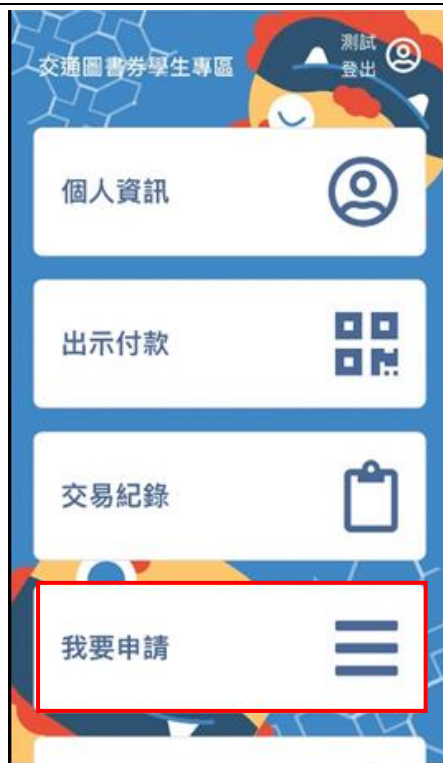 交通圖書券學生專區
測試
登出
個人資訊
出示付款
交易紀錄
我要申請